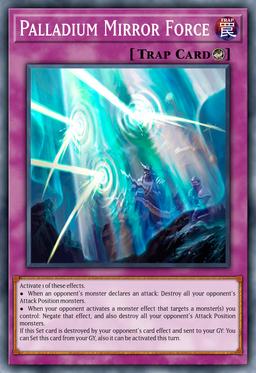 PALLADIUM MIRROR FORCE
TRAP
罠
[TRAP CARD]
Activate 1 of these effects.
● When an opponent's monster declares an attack: Destroy all your opponent's
Attack Position monsters.
● When your opponent activates a monster effect that targets a monster(s) you
control: Negate that effect, and also destroy all your opponent's Attack Position
monsters.
If this Set card is destroyed by your opponent's card effect and sent to your GY: You
can Set this card from your GY, also it can be activated this turn.